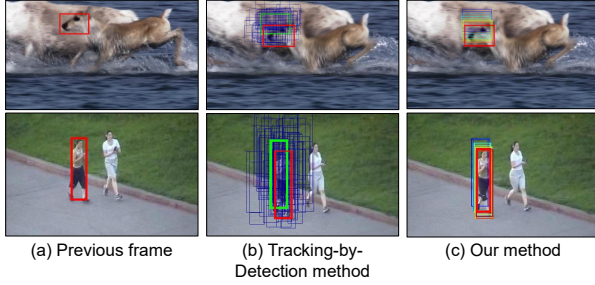 (a) Previous frame
(b) Tracking-by-
Detection method
(c) Our method